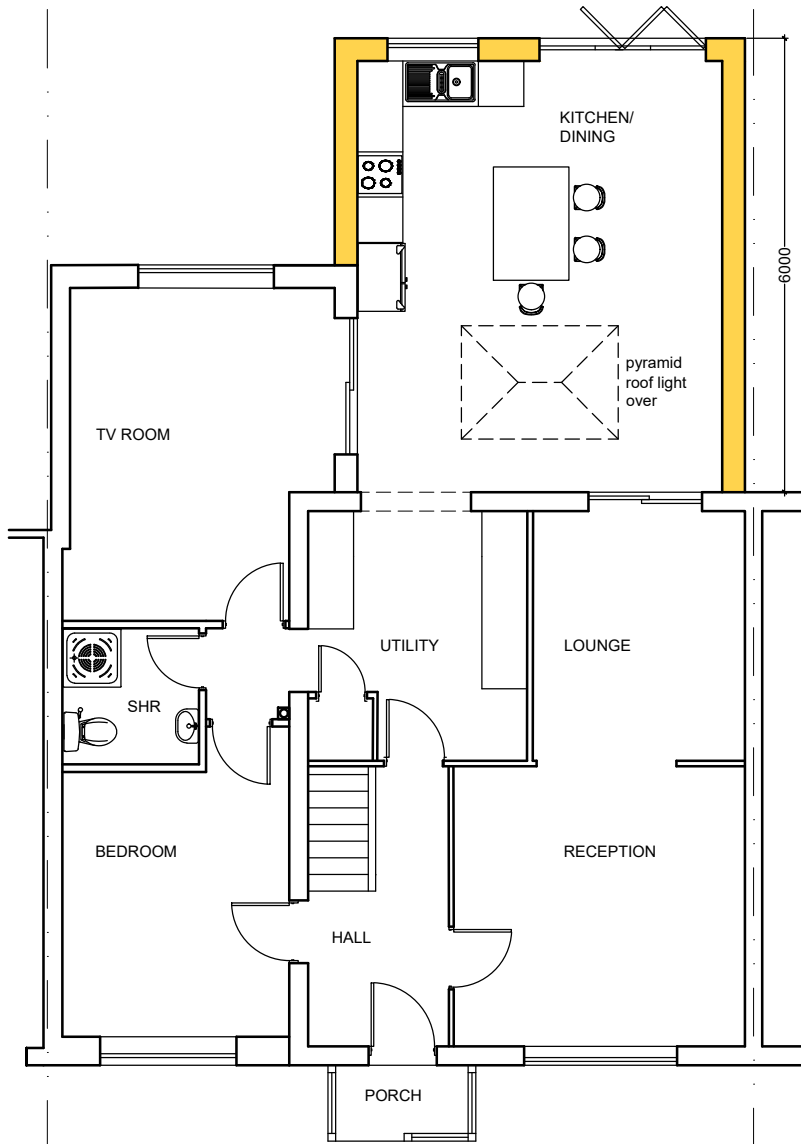 KITCHEN/
DINING
6000
pyramid
roof light
over
TV ROOM
UTILITY
LOUNGE
SHR
BEDROOM
RECEPTION
HALL
PORCH